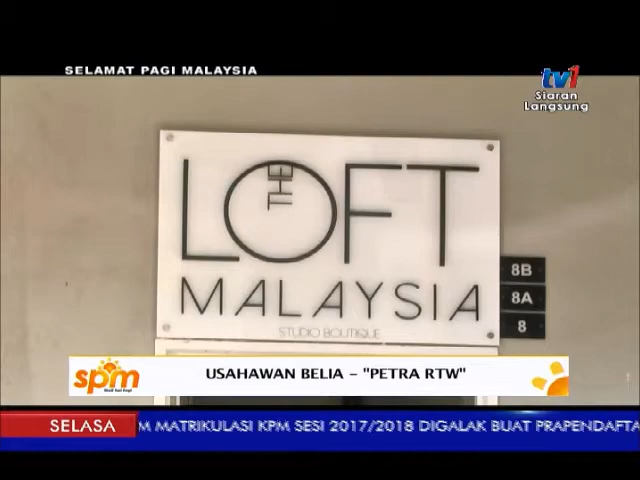 SELAMAT PAGI MALAYSIA
tv1
Siaran
Langsung
THE
LOFT
MALAYSIA
STUDIO BOUTIQUE
8B
8A
8
spm
USAHAWAN BELIA – "PETRA RTW"
SELASA
M MATRIKULASI KPM SESI 2017/2018 DIGALAK BUAT PRAPENDAFTA